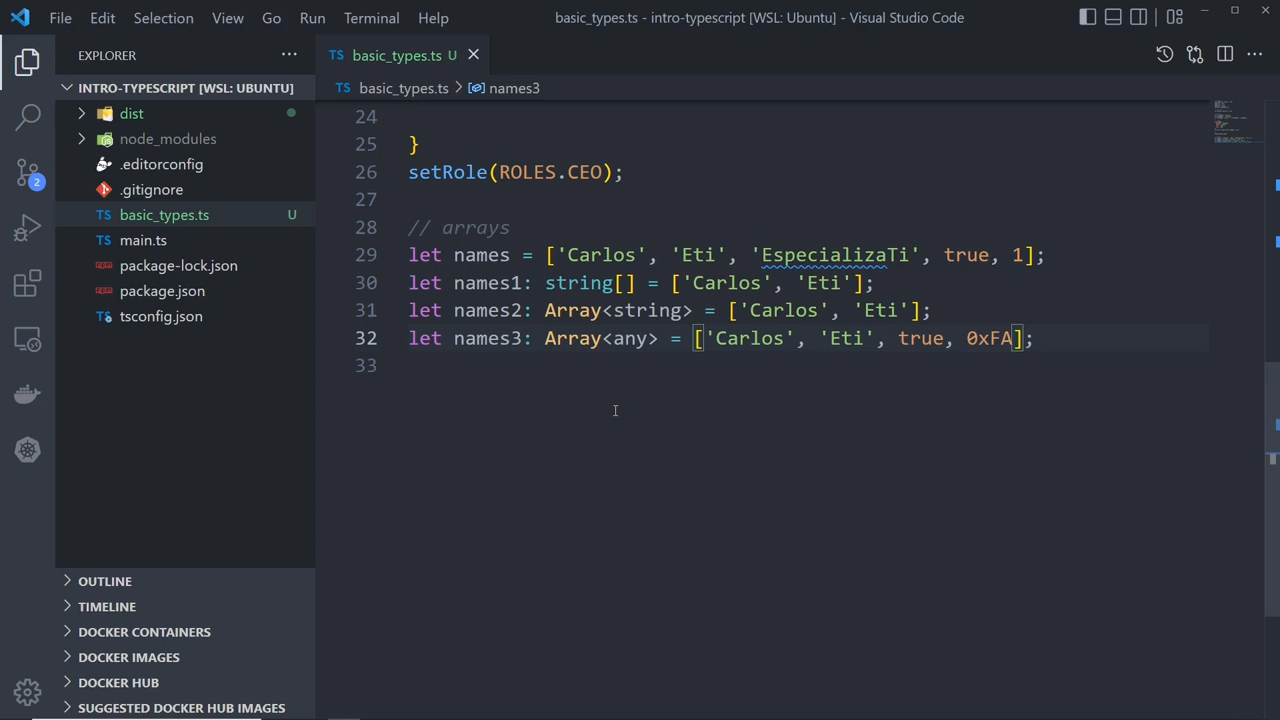 File Edit Selection View Go Run Terminal Help basic_types.ts - intro-typescript [WSL: Ubuntu] - Visual Studio Code
EXPLORER
TS basic_types.ts U
INTRO-TYPESCRIPT [WSL: UBUNTU]
TS basic_types.ts > names3
dist
node_modules
.editorconfig
.gitignore
TS basic_types.ts U
TS main.ts
package-lock.json
package.json
TS tsconfig.json
2
24
25 }
26 setRole(ROLES.CEO);
27
28 // arrays
29 let names = ['Carlos', 'Eti', 'EspecializaTi', true, 1];
30 let names1: string[] = ['Carlos', 'Eti'];
31 let names2: Array<string> = ['Carlos', 'Eti'];
32 let names3: Array<any> = ['Carlos', 'Eti', true, 0xFA];
33
OUTLINE
TIMELINE
DOCKER CONTAINERS
DOCKER IMAGES
DOCKER HUB
SUGGESTED DOCKER HUB IMAGES